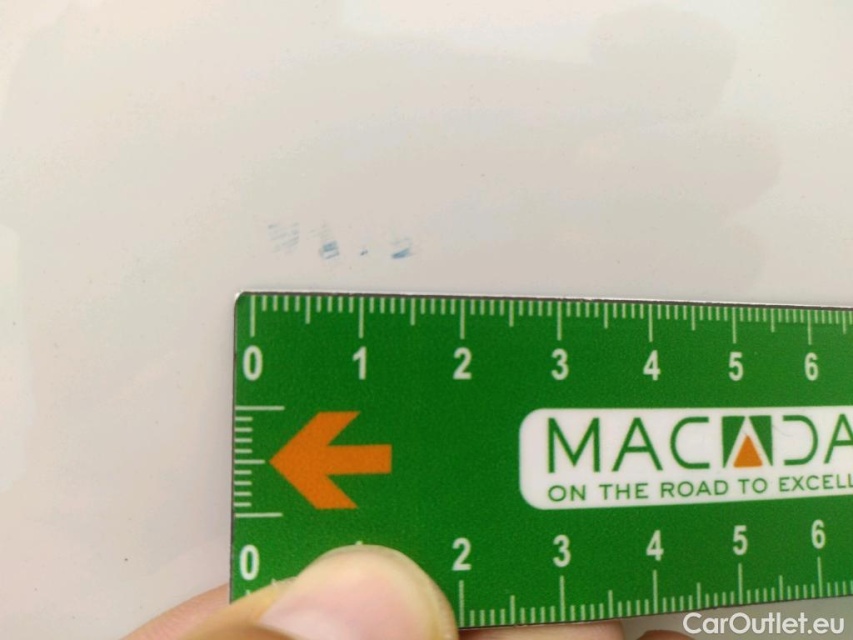 0 1 2 3 4 5 6
MACADA
ON THE ROAD TO EXCELL
0 2 3 4 5 6
CarOutlet.eu